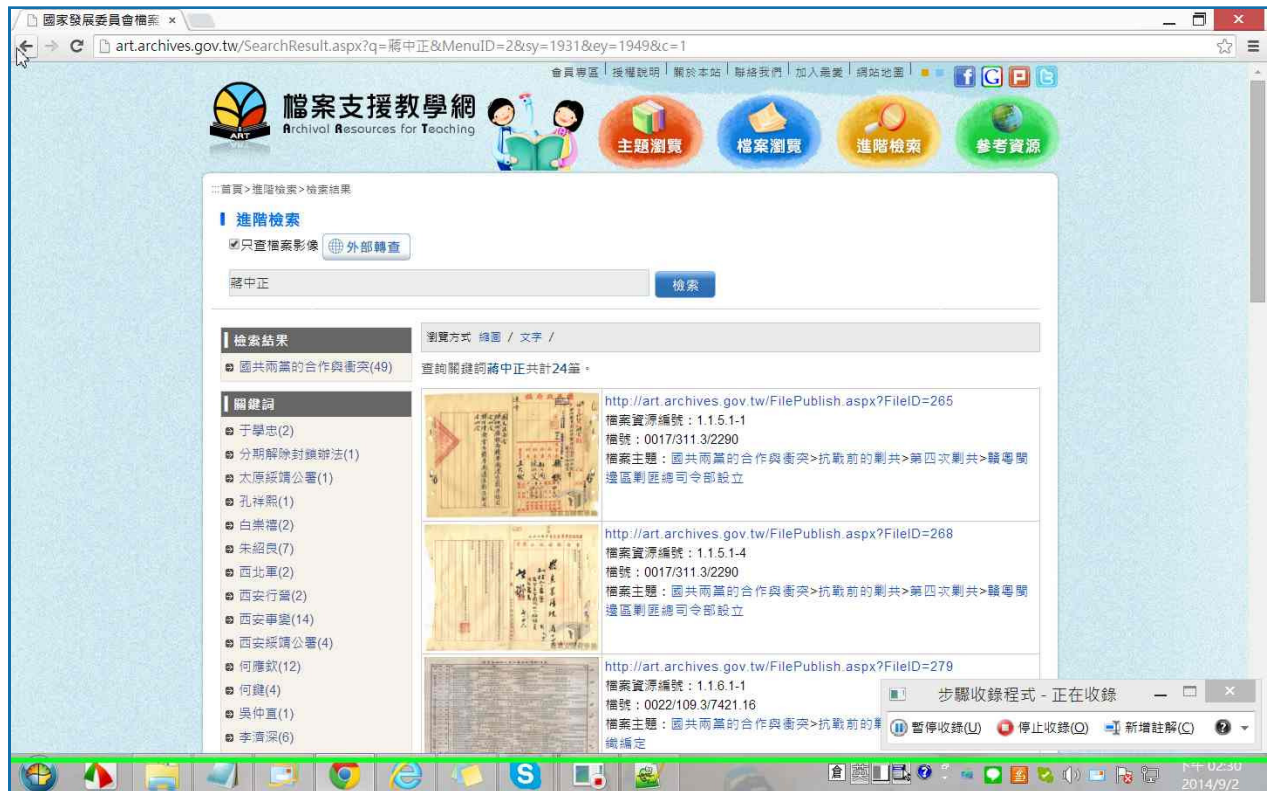 國家發展委員會檔案
art.archives.gov.tw/SearchResult.aspx?q=蔣中正&MenuID=2&sy=1931&ey=1949&c=1
會員專區 授權說明 關於本站 聯絡我們 加入最愛 網站地圖
檔案支援教學網
Archival Resources for Teaching
ART
主題瀏覽
檔案瀏覽
進階檢索
參考資源
:::首頁>進階檢索>檢索結果
進階檢索
只查檔案影像 外部轉查
蔣中正
檢索
檢索結果
國共兩黨的合作與衝突(49)
關鍵詞
于學忠(2)
分期解除封鎖辦法(1)
太原綏靖公署(1)
孔祥熙(1)
白崇禧(2)
朱紹良(7)
西北軍(2)
西安行營(2)
西安事變(14)
西安綏靖公署(4)
何應欽(12)
何鍵(4)
吳仲直(1)
李濟深(6)
瀏覽方式 縮圖 / 文字 /
查詢關鍵詞蔣中正共計24筆。
http://art.archives.gov.tw/FilePublish.aspx?FileID=265
檔案資源編號：1.1.5.1-1
檔號：0017/311.3/2290
檔案主題：國共兩黨的合作與衝突>抗戰前的剿共>第四次剿共>贛粵閩
邊區剿匪總司令部設立
http://art.archives.gov.tw/FilePublish.aspx?FileID=268
檔案資源編號：1.1.5.1-4
檔號：0017/311.3/2290
檔案主題：國共兩黨的合作與衝突>抗戰前的剿共>第四次剿共>贛粵閩
邊區剿匪總司令部設立
http://art.archives.gov.tw/FilePublish.aspx?FileID=279
檔案資源編號：1.1.6.1-1
檔號：0022/109.3/7421.16
檔案主題：國共兩黨的合作與衝突>抗戰前的
織編定
步驟收錄程式 - 正在收錄
暫停收錄(U) 停止收錄(O) 新增註解(C)
倉 英
下午 02:30
2014/9/2